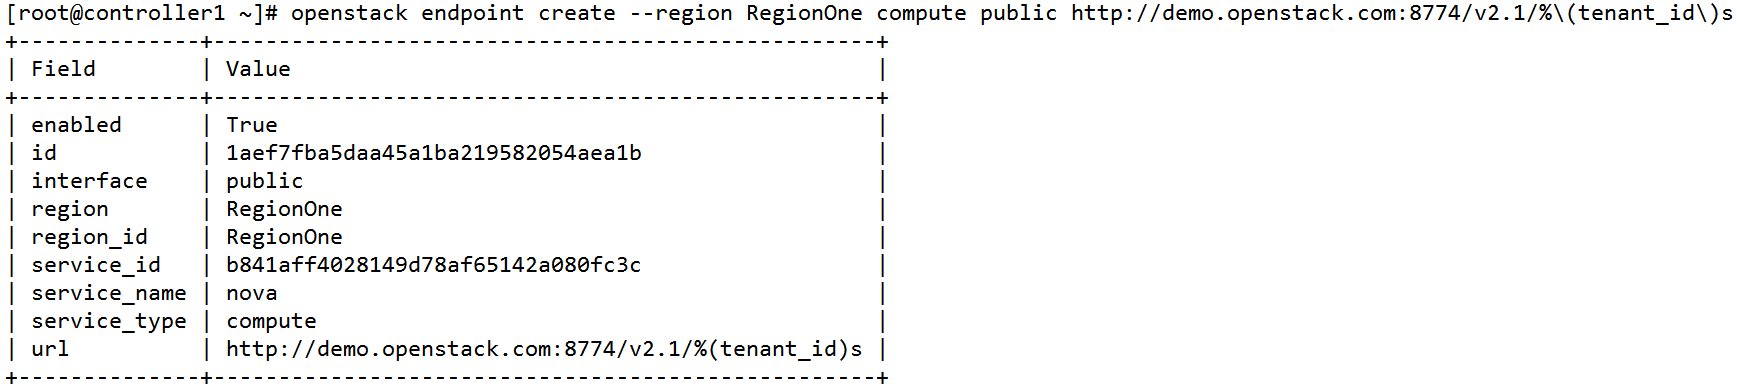 [root@controller1 ~]# openstack endpoint create --region RegionOne compute public http://demo.openstack.com:8774/v2.1/%\(tenant_id\)s
+--------------+-------------------------------------------+
| Field        | Value                                     |
+--------------+-------------------------------------------+
| enabled      | True                                      |
| id           | 1aef7fba5daa45a1ba219582054aea1b          |
| interface    | public                                    |
| region       | RegionOne                                 |
| region_id    | RegionOne                                 |
| service_id   | b841aff4028149d78af65142a080fc3c          |
| service_name | nova                                      |
| service_type | compute                                   |
| url          | http://demo.openstack.com:8774/v2.1/%(tenant_id)s |
+--------------+-------------------------------------------+